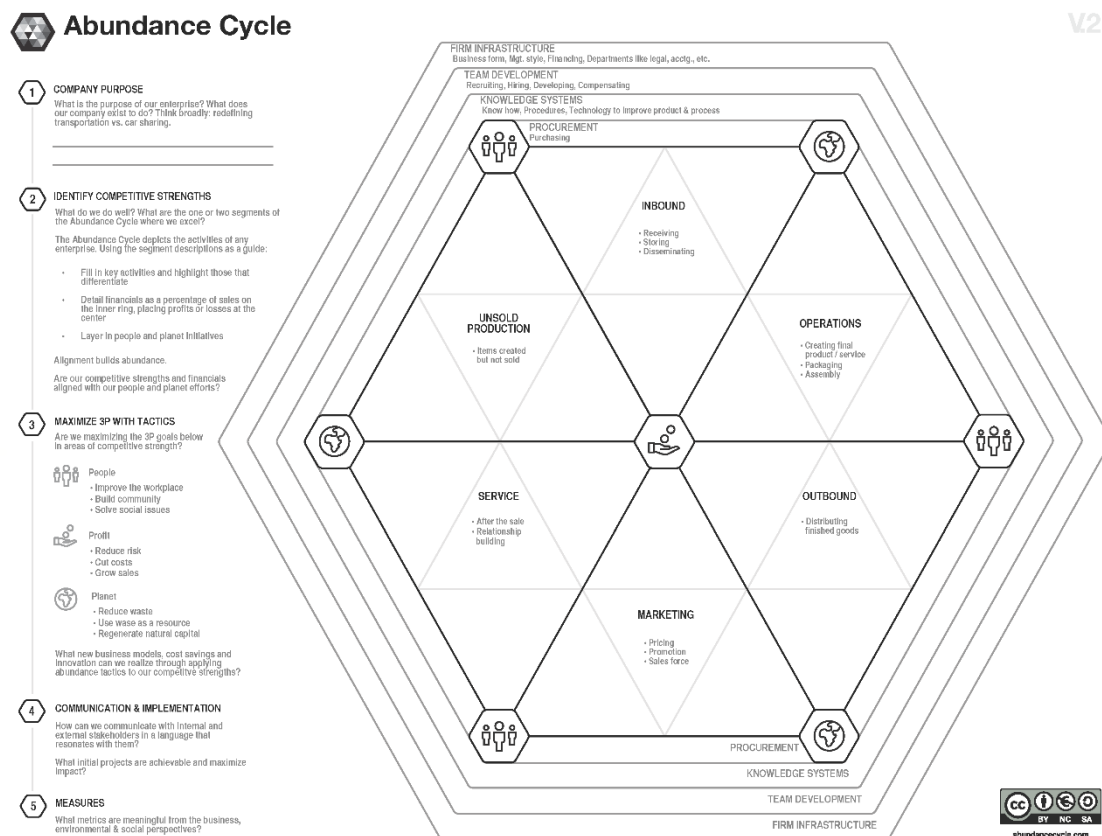 Abundance Cycle
V.2
1
COMPANY PURPOSE
What is the purpose of our enterprise? What does
our company exist to do? Think broadly: redefining
transportation vs. car sharing.
2
IDENTIFY COMPETITIVE STRENGTHS
What do we do well? What are the one or two segments of
the Abundance Cycle where we excel?
The Abundance Cycle depicts the activities of any
enterprise. Using the segment descriptions as a guide:
• Fill in key activities and highlight those that
differentiate
• Detail financials as a percentage of sales on
the inner ring, placing profits or losses at the
center
• Layer in people and planet initiatives
Alignment builds abundance.
Are our competitive strengths and financials
aligned with our people and planet efforts?
3
MAXIMIZE 3P WITH TACTICS
Are we maximizing the 3P goals below
in areas of competitive strength?
People
• Improve the workplace
• Build community
• Solve social issues
Profit
• Reduce risk
• Cut costs
• Grow sales
Planet
• Reduce waste
• Use wase as a resource
• Regenerate natural capital
What new business models, cost savings and
innovation can we realize through applying
abundance tactics to our competitve strengths?
4
COMMUNICATION & IMPLEMENTATION
How can we communicate with internal and
external stakeholders in a language that
resonates with them?
What initial projects are achievable and maximize
impact?
5
MEASURES
What metrics are meaningful from the business,
environmental & social perspectives?
FIRM INFRASTRUCTURE
Business form, Mgt. style, Financing, Departments like legal, acctg., etc.
TEAM DEVELOPMENT
Recruiting, Hiring, Developing, Compensating
KNOWLEDGE SYSTEMS
Know how, Procedures, Technology to improve product & process
PROCUREMENT
Purchasing
INBOUND
• Receiving
• Storing
• Disseminating
UNSOLD
PRODUCTION
• Items created
but not sold
OPERATIONS
• Creating final
product / service
• Packaging
• Assembly
SERVICE
• After the sale
• Relationship
building
OUTBOUND
• Distributing
finished goods
MARKETING
• Pricing
• Promotion
• Sales force
PROCUREMENT
KNOWLEDGE SYSTEMS
TEAM DEVELOPMENT
FIRM INFRASTRUCTURE
cc
BY NC SA
abundancecycle.com